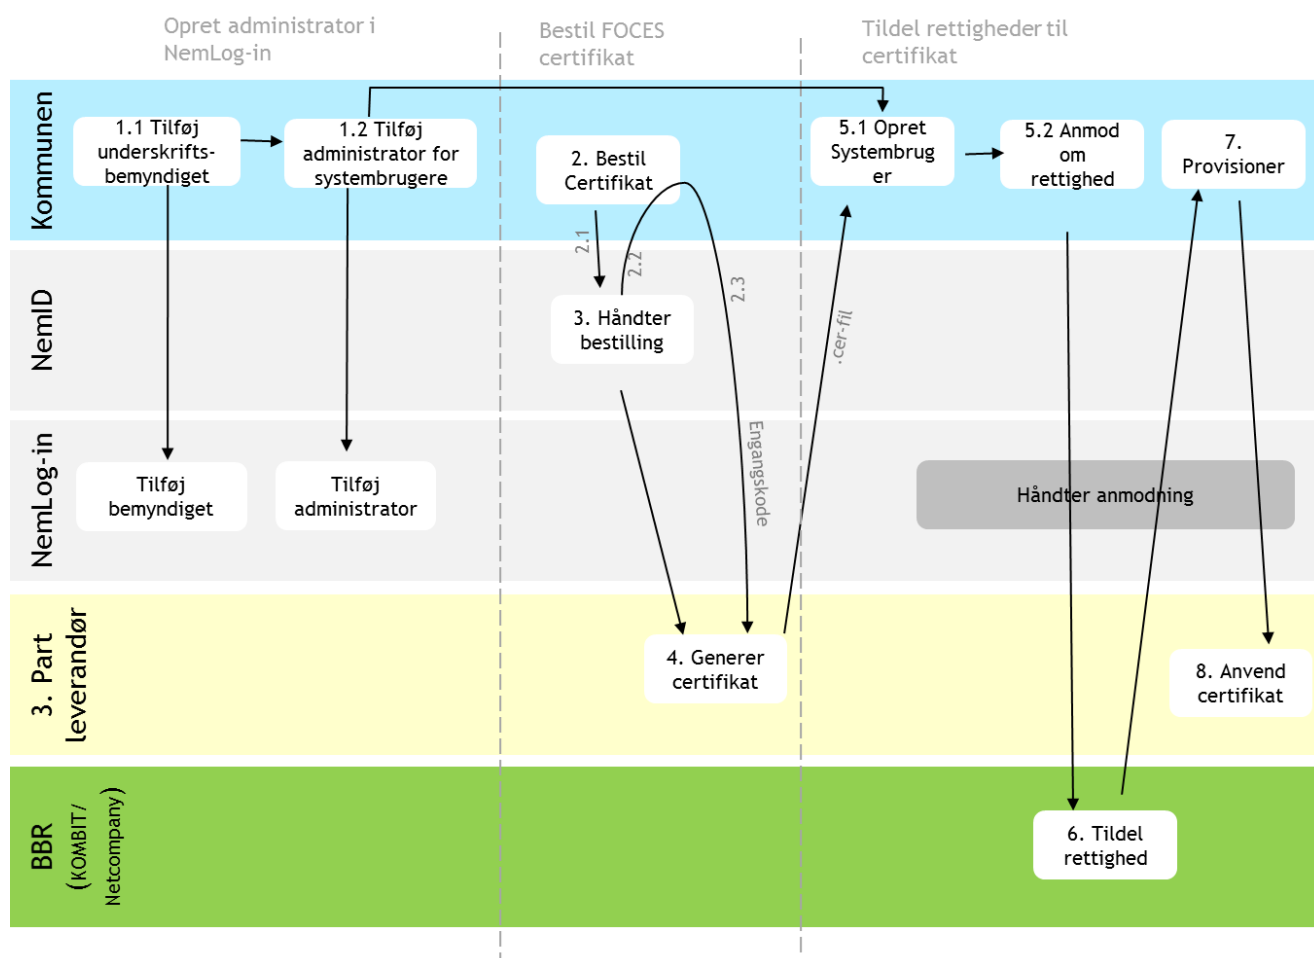 Opret administrator i
NemLog-in
Bestil FOCES
certifikat
Tildel rettigheder til
certifikat
Kommunen
1.1 Tilføj
underskrifts-
bemyndiget
1.2 Tilføj
administrator for
systembrugere
2. Bestil
Certifikat
5.1 Opret
Systembrug
er
5.2 Anmod
om
rettighed
7.
Provisioner
2.1
2.2
2.3
NemID
3. Håndter
bestilling
.cer-fil
Engangskode
NemLog-in
Tilføj
bemyndiget
Tilføj
administrator
Håndter anmodning
3. Part
leverandør
4. Generer
certifikat
8. Anvend
certifikat
BBR
(KOMBIT/
Netcompany)
6. Tildel
rettighed